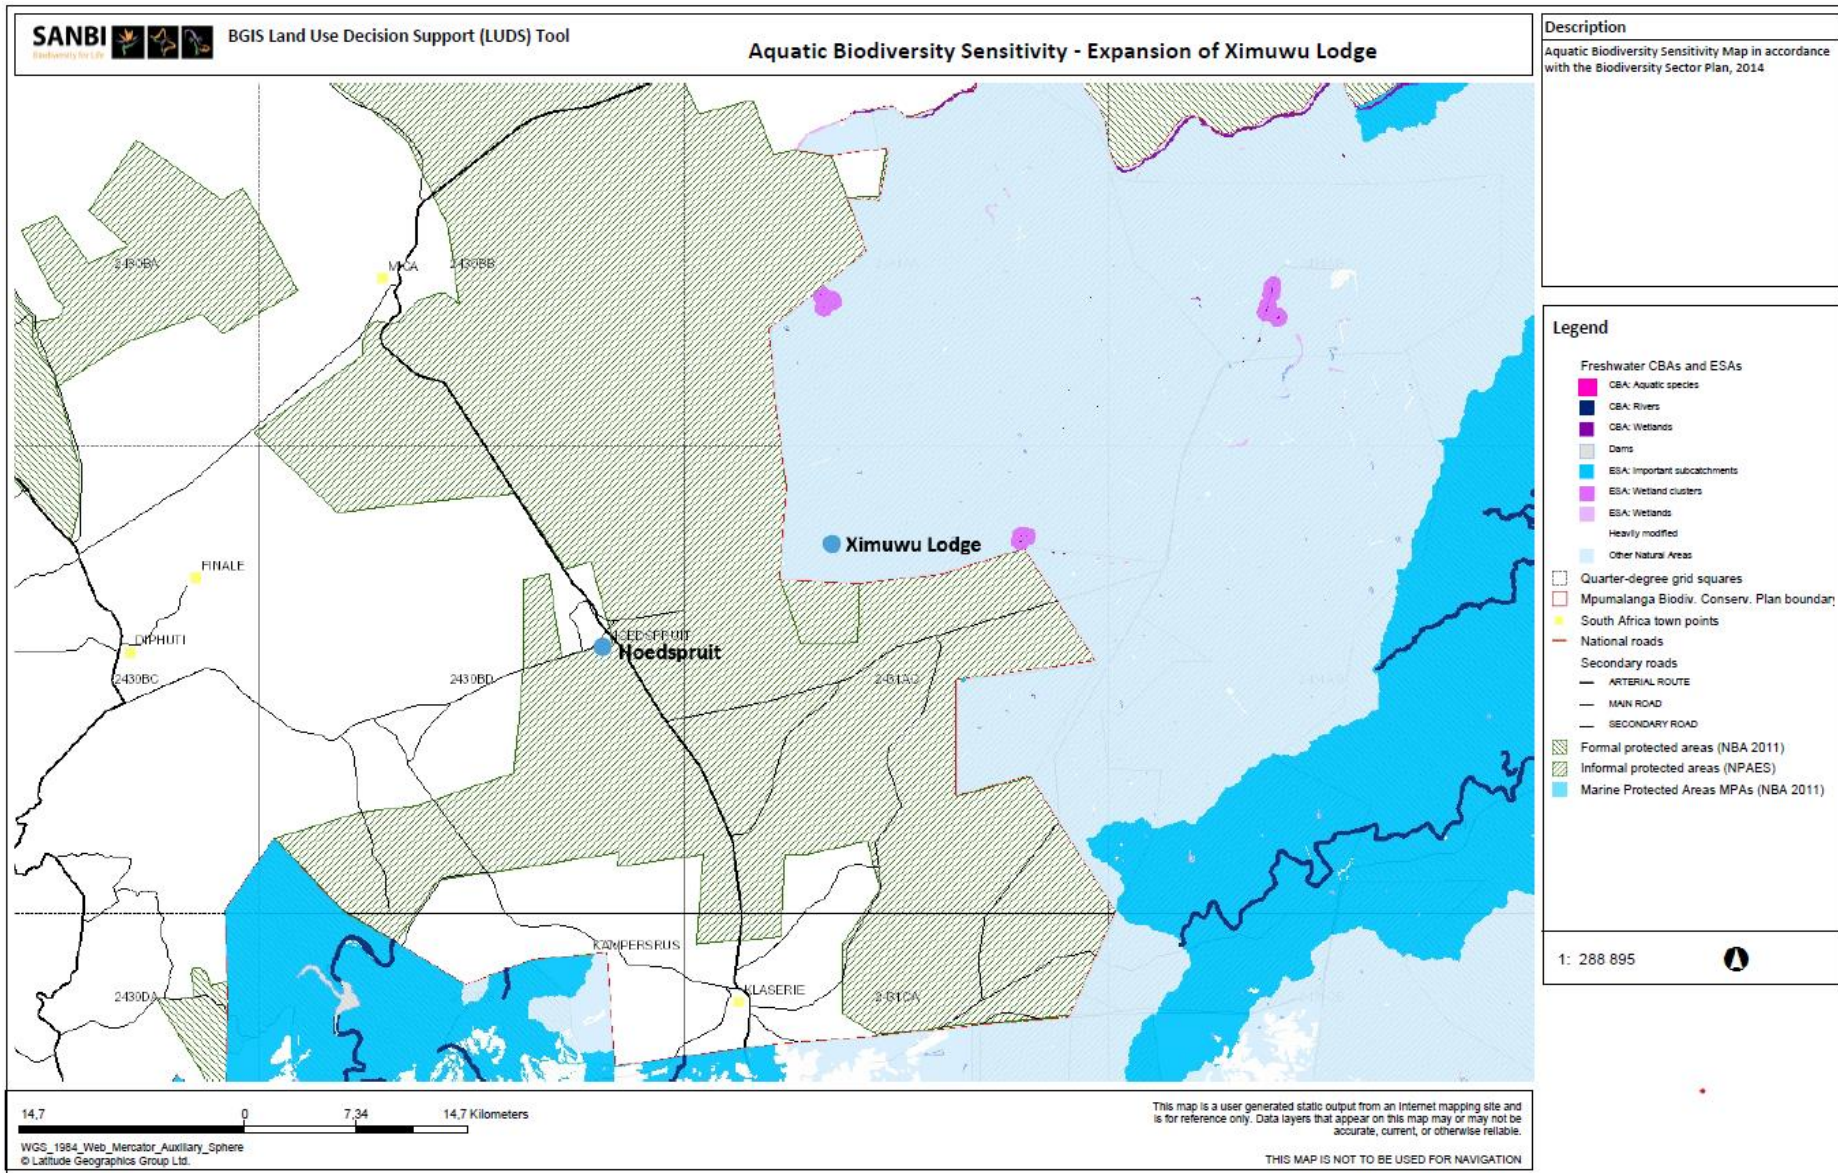 SANBI
Biodiversity for Life
BGIS Land Use Decision Support (LUDS) Tool
Aquatic Biodiversity Sensitivity - Expansion of Ximuwu Lodge
Description
Aquatic Biodiversity Sensitivity Map in accordance
with the Biodiversity Sector Plan, 2014
2430BA
MICA
2430BB
Ximuwu Lodge
FINALE
DIPHUTI
HOEDSPRUIT
Hoedspruit
2430BC
2430BD
2431AC
KAMPERSRUS
2430DA
KLASERIE
2431CA
Legend
Freshwater CBAs and ESAs
CBA: Aquatic species
CBA: Rivers
CBA: Wetlands
Dams
ESA: Important subcatchments
ESA: Wetland clusters
ESA: Wetlands
Heavily modified
Other Natural Areas
Quarter-degree grid squares
Mpumalanga Biodiv. Conserv. Plan boundary
South Africa town points
National roads
Secondary roads
ARTERIAL ROUTE
MAIN ROAD
SECONDARY ROAD
Formal protected areas (NBA 2011)
Informal protected areas (NPAES)
Marine Protected Areas MPAs (NBA 2011)
1: 288 895
14,7 0 7,34 14,7 Kilometers
WGS_1984_Web_Mercator_Auxiliary_Sphere
© Latitude Geographics Group Ltd.
This map is a user generated static output from an Internet mapping site and
is for reference only. Data layers that appear on this map may or may not be
accurate, current, or otherwise reliable.
THIS MAP IS NOT TO BE USED FOR NAVIGATION